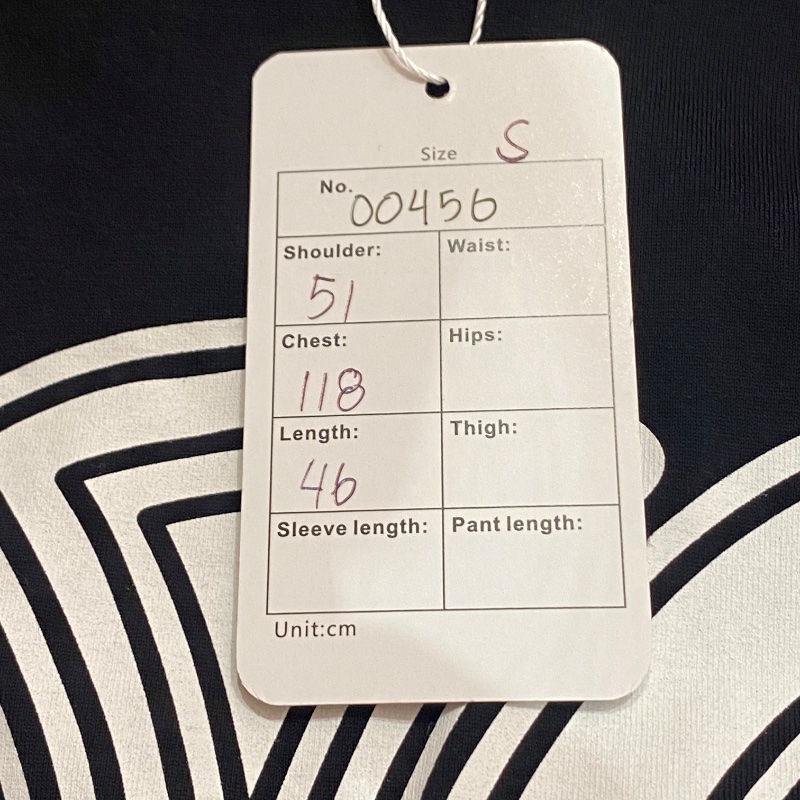 Size S
No. 00456
Shoulder: Waist:
51
Chest: Hips:
118
Length: Thigh:
46
Sleeve length: Pant length:
Unit:cm